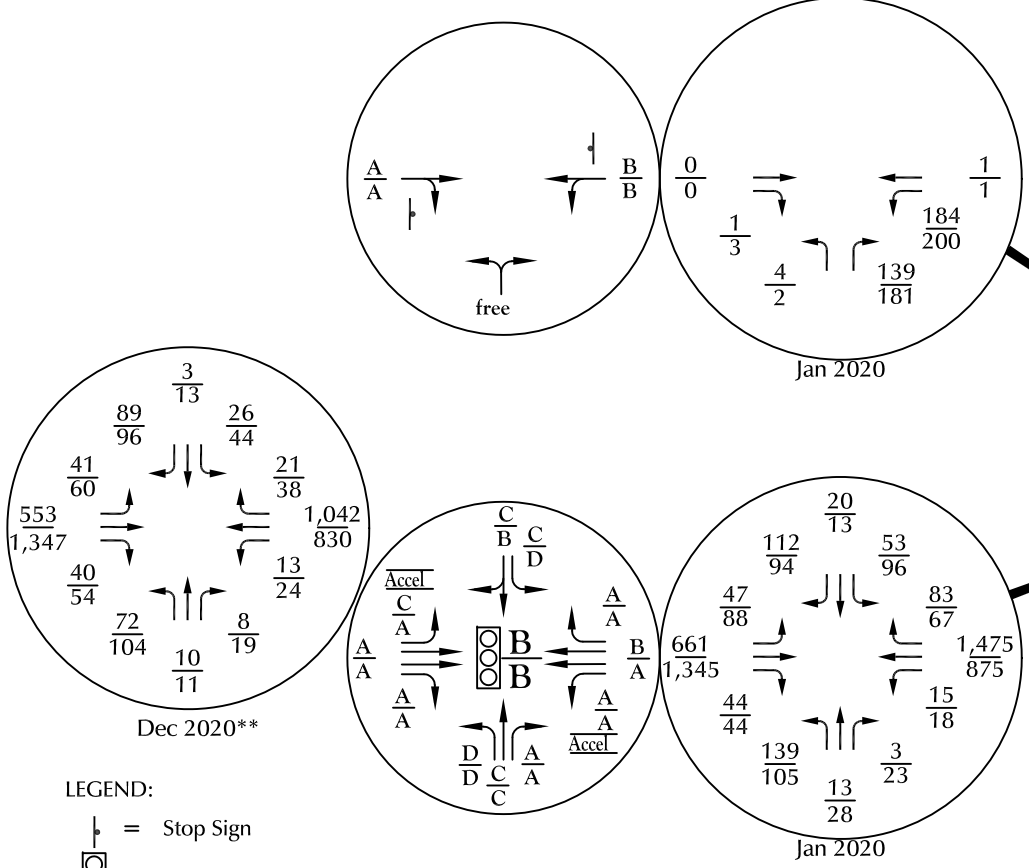 A
A
B
B
free
0
0
1
1
1
3
184
200
4
2
139
181
Jan 2020
3
13
89
96
26
44
41
60
21
38
553
1,347
1,042
830
40
54
13
24
72
104
8
19
10
11
Dec 2020**
C
B
C
D
Accel
C
A
A
A
A
A
B
B
B
A
A
A
A
A
Accel
D
D
C
C
A
A
20
13
112
94
53
96
47
88
83
67
661
1,345
1,475
875
44
44
15
18
139
105
3
23
13
28
Jan 2020
LEGEND:
= Stop Sign